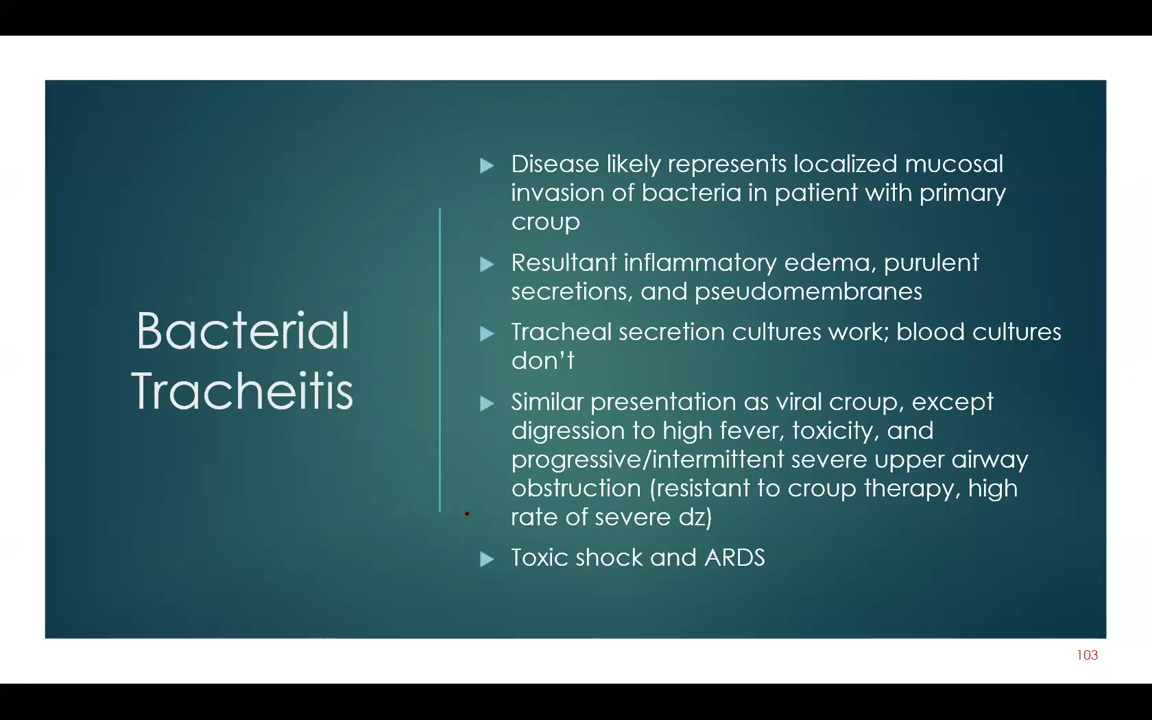 Bacterial
Tracheitis
Disease likely represents localized mucosal
invasion of bacteria in patient with primary
croup
Resultant inflammatory edema, purulent
secretions, and pseudomembranes
Tracheal secretion cultures work; blood cultures
don’t
Similar presentation as viral croup, except
digression to high fever, toxicity, and
progressive/intermittent severe upper airway
obstruction (resistant to croup therapy, high
rate of severe dz)
Toxic shock and ARDS
103